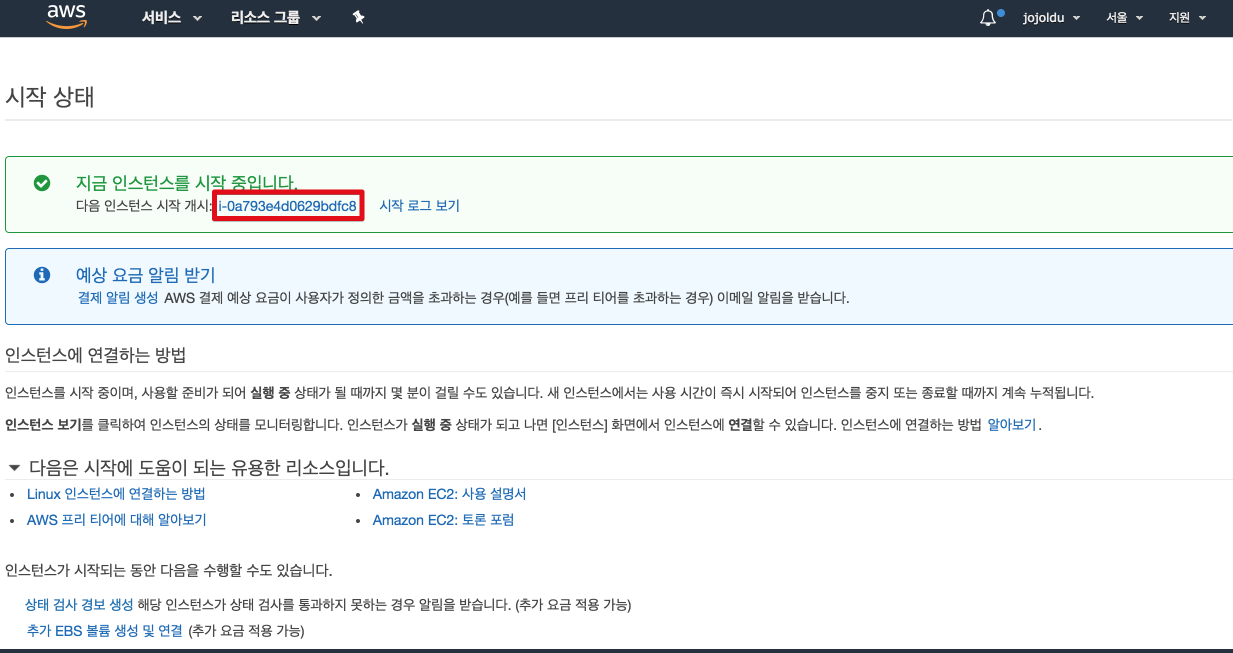 aws 서비스 리소스 그룹 jojoldu 서울 지원
시작 상태
지금 인스턴스를 시작 중입니다.
다음 인스턴스 시작 개시: i-0a793e4d0629bdfc8 시작 로그 보기
예상 요금 알림 받기
결제 알림 생성 AWS 결제 예상 요금이 사용자가 정의한 금액을 초과하는 경우(예를 들면 프리 티어를 초과하는 경우) 이메일 알림을 받습니다.
인스턴스에 연결하는 방법
인스턴스를 시작 중이며, 사용할 준비가 되어 실행 중 상태가 될 때까지 몇 분이 걸릴 수도 있습니다. 새 인스턴스에서는 사용 시간이 즉시 시작되어 인스턴스를 중지 또는 종료할 때까지 계속 누적됩니다.
인스턴스 보기를 클릭하여 인스턴스의 상태를 모니터링합니다. 인스턴스가 실행 중 상태가 되고 나면 [인스턴스] 화면에서 인스턴스에 연결할 수 있습니다. 인스턴스에 연결하는 방법 알아보기.
다음은 시작에 도움이 되는 유용한 리소스입니다.
• Linux 인스턴스에 연결하는 방법 • Amazon EC2: 사용 설명서
• AWS 프리 티어에 대해 알아보기 • Amazon EC2: 토론 포럼
인스턴스가 시작되는 동안 다음을 수행할 수도 있습니다.
상태 검사 경보 생성 해당 인스턴스가 상태 검사를 통과하지 못하는 경우 알림을 받습니다. (추가 요금 적용 가능)
추가 EBS 볼륨 생성 및 연결 (추가 요금 적용 가능)